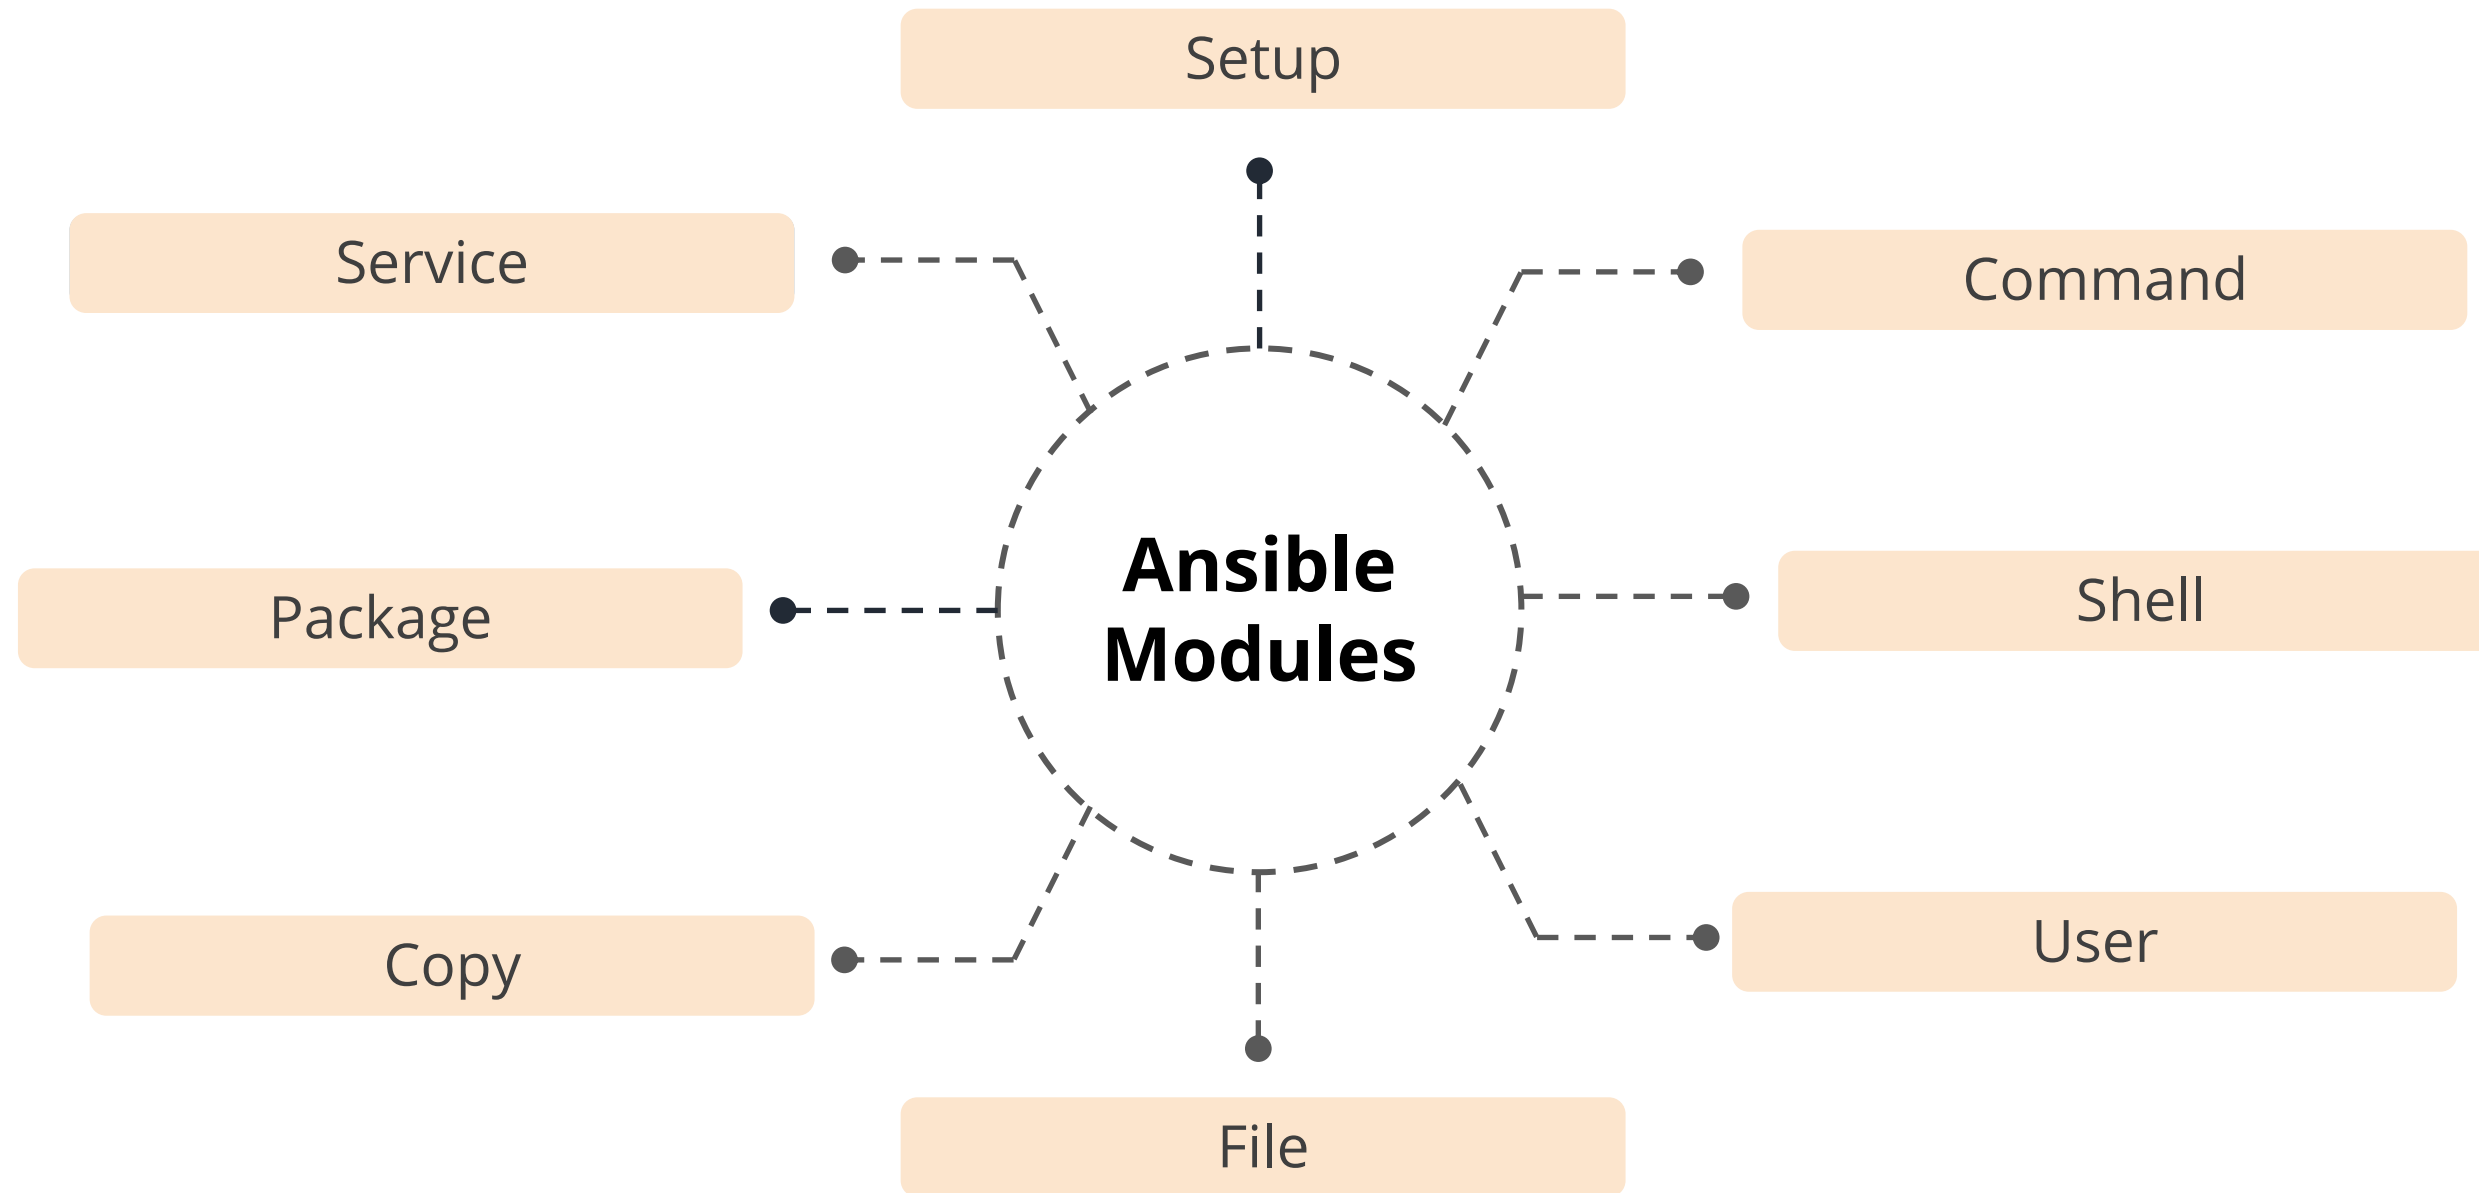 Setup
Service
Command
Ansible
Modules
Package
Shell
Copy
User
File